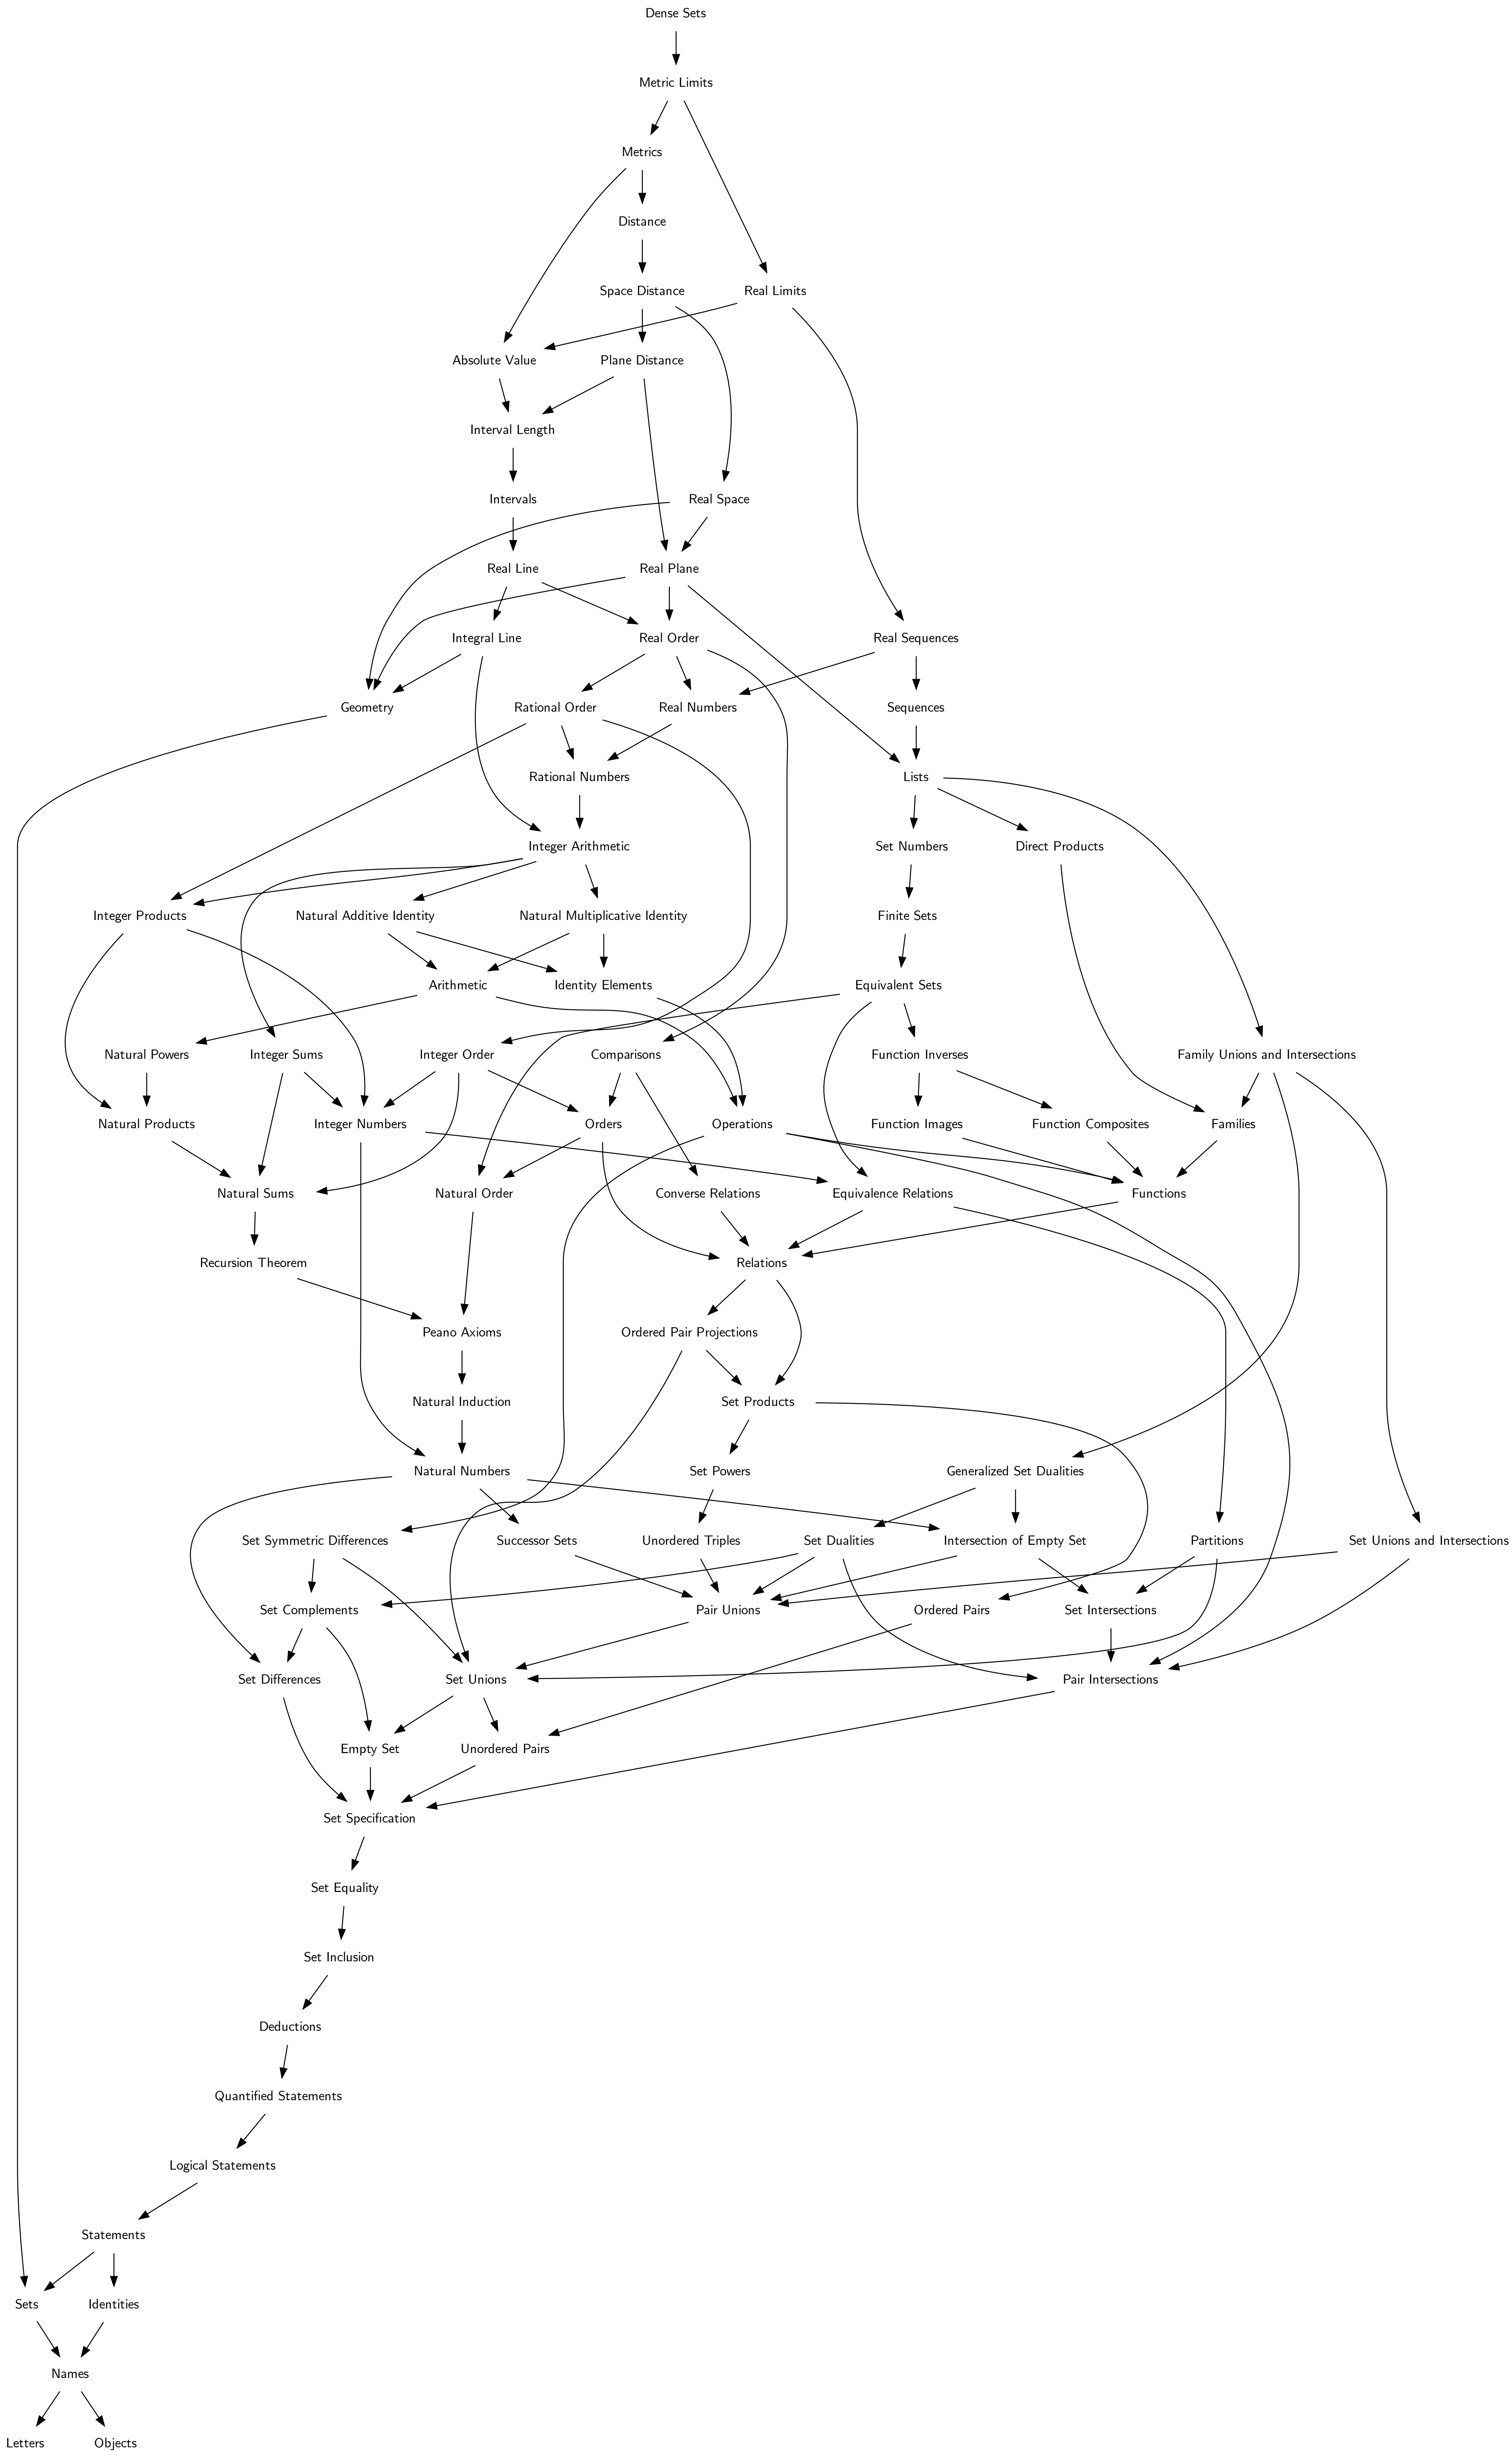 Dense Sets
Metric Limits
Metrics
Distance
Space Distance
Real Limits
Absolute Value
Plane Distance
Interval Length
Intervals
Real Space
Real Line
Real Plane
Integral Line
Real Order
Real Sequences
Geometry
Rational Order
Real Numbers
Sequences
Rational Numbers
Lists
Integer Arithmetic
Set Numbers
Direct Products
Integer Products
Natural Additive Identity
Natural Multiplicative Identity
Finite Sets
Arithmetic
Identity Elements
Equivalent Sets
Natural Powers
Integer Sums
Integer Order
Comparisons
Function Inverses
Family Unions and Intersections
Natural Products
Integer Numbers
Orders
Operations
Function Images
Function Composites
Families
Natural Sums
Natural Order
Converse Relations
Equivalence Relations
Functions
Recursion Theorem
Relations
Peano Axioms
Ordered Pair Projections
Natural Induction
Set Products
Natural Numbers
Set Powers
Generalized Set Dualities
Set Symmetric Differences
Successor Sets
Unordered Triples
Set Dualities
Intersection of Empty Set
Partitions
Set Unions and Intersections
Set Complements
Pair Unions
Ordered Pairs
Set Intersections
Set Differences
Set Unions
Pair Intersections
Empty Set
Unordered Pairs
Set Specification
Set Equality
Set Inclusion
Deductions
Quantified Statements
Logical Statements
Statements
Sets
Identities
Names
Letters
Objects